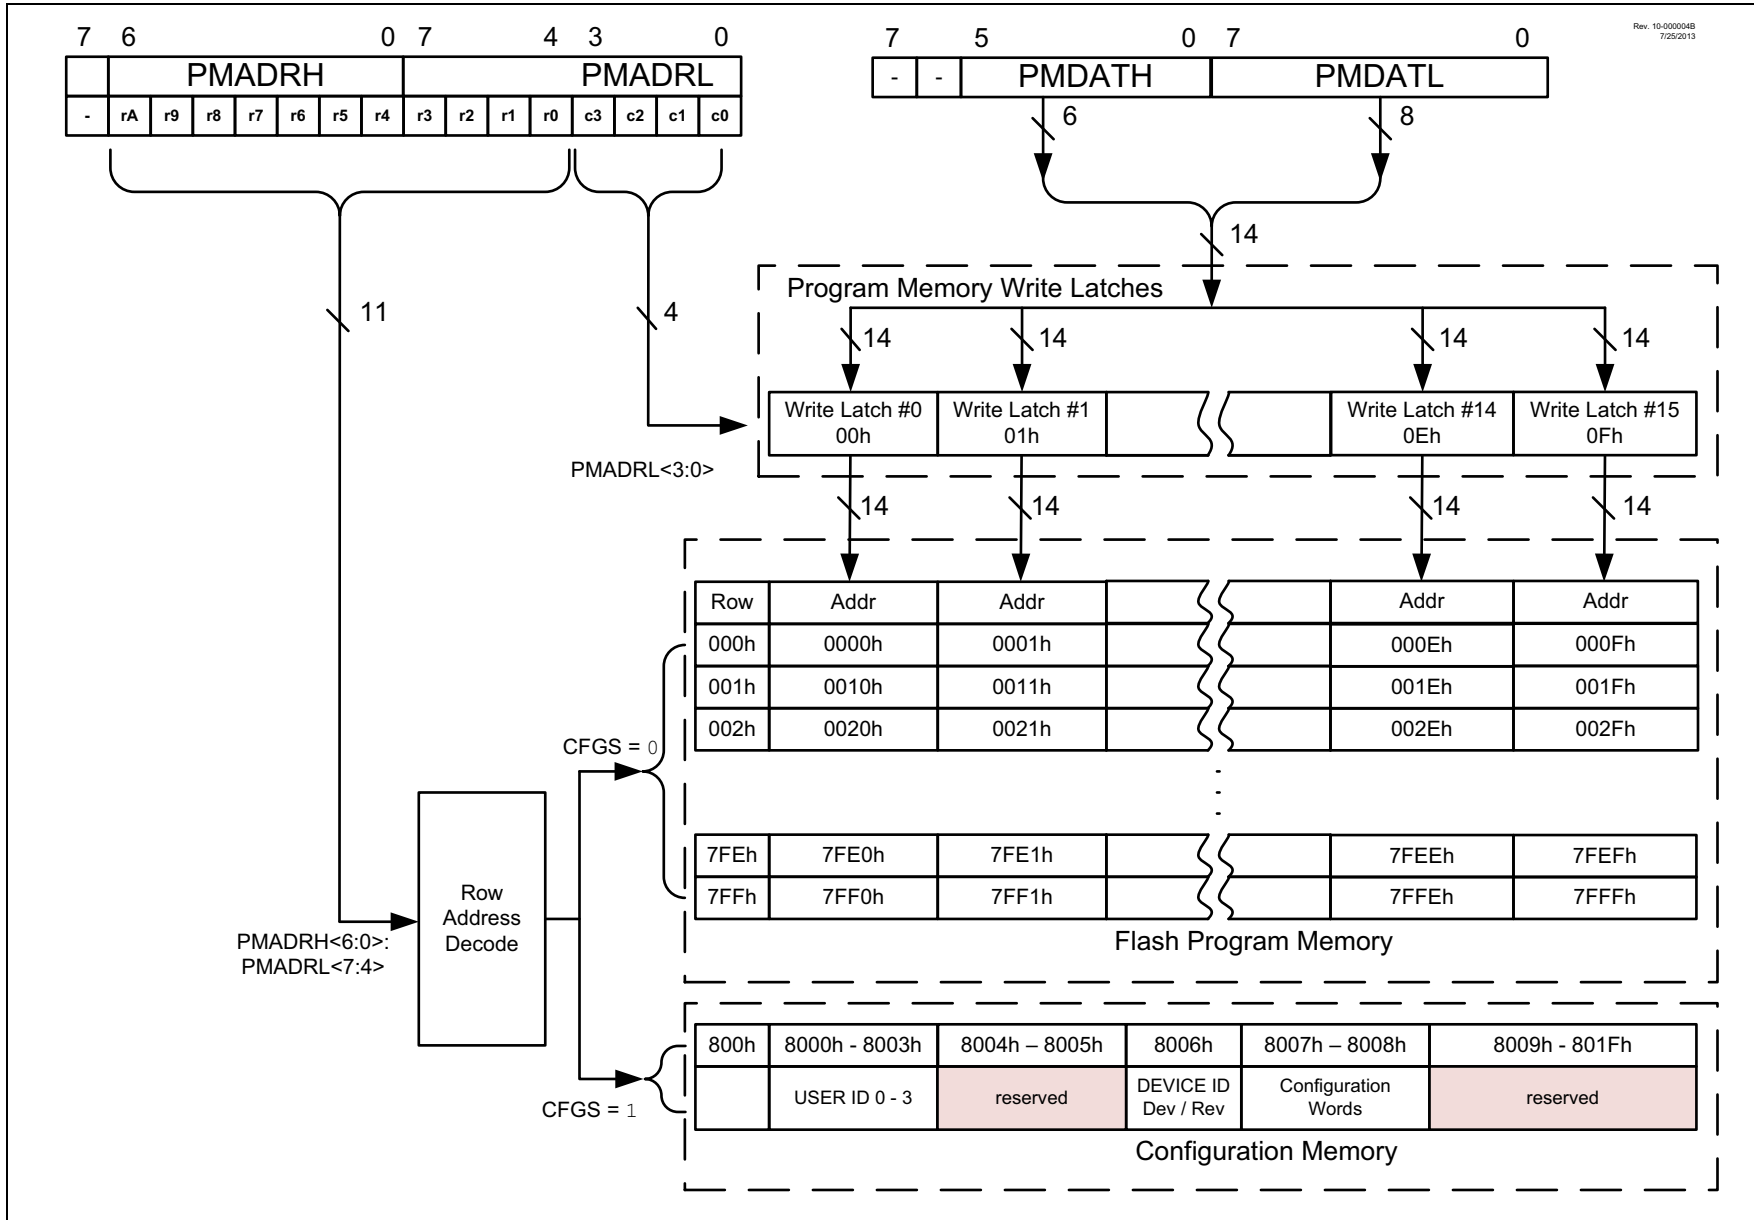 Rev. 10-000004B
7/25/2013
7 6 0 7 4 3 0
7 5 0 7 0
PMADRH PMADRL
- - PMDATH PMDATL
- rA r9 r8 r7 r6 r5 r4 r3 r2 r1 r0 c3 c2 c1 c0
6 8
14
11 4
Program Memory Write Latches
14 14 14 14
Write Latch #0 Write Latch #1 Write Latch #14 Write Latch #15
00h 01h 0Eh 0Fh
PMADRL<3:0>
14 14 14 14
Row Addr Addr Addr Addr
000h 0000h 0001h 000Eh 000Fh
001h 0010h 0011h 001Eh 001Fh
002h 0020h 0021h 002Eh 002Fh
CFGS = 0
7FEh 7FE0h 7FE1h 7FEEh 7FEFh
7FFh 7FF0h 7FF1h 7FFEh 7FFFh
Flash Program Memory
Row
Address
Decode
PMADRH<6:0>:
PMADRL<7:4>
800h 8000h - 8003h 8004h – 8005h 8006h 8007h – 8008h 8009h - 801Fh
USER ID 0 - 3 reserved DEVICE ID Dev / Rev Configuration Words reserved
CFGS = 1
Configuration Memory